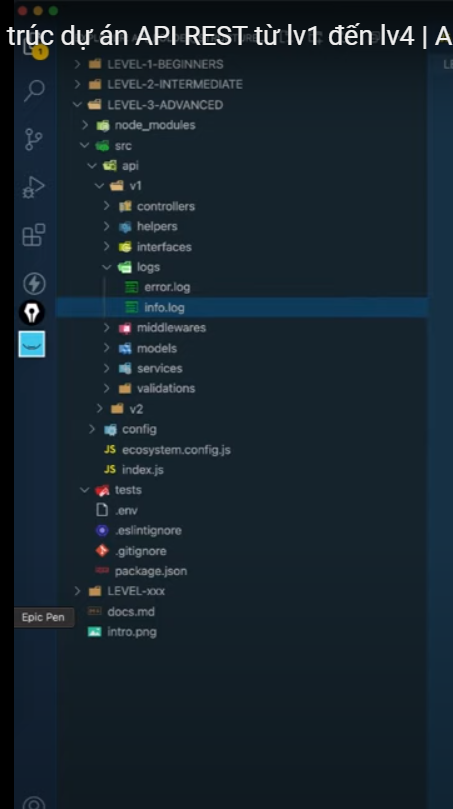 trúc dự án API REST từ lv1 đến lv4 | A
1
LEVEL-1-BEGINNERS
LEVEL-2-INTERMEDIATE
LEVEL-3-ADVANCED
node_modules
src
api
v1
controllers
helpers
interfaces
logs
error.log
info.log
middlewares
models
services
validations
v2
config
JS ecosystem.config.js
JS index.js
tests
.env
.eslintignore
.gitignore
package.json
LEVEL-xxx
Epic Pen
docs.md
intro.png